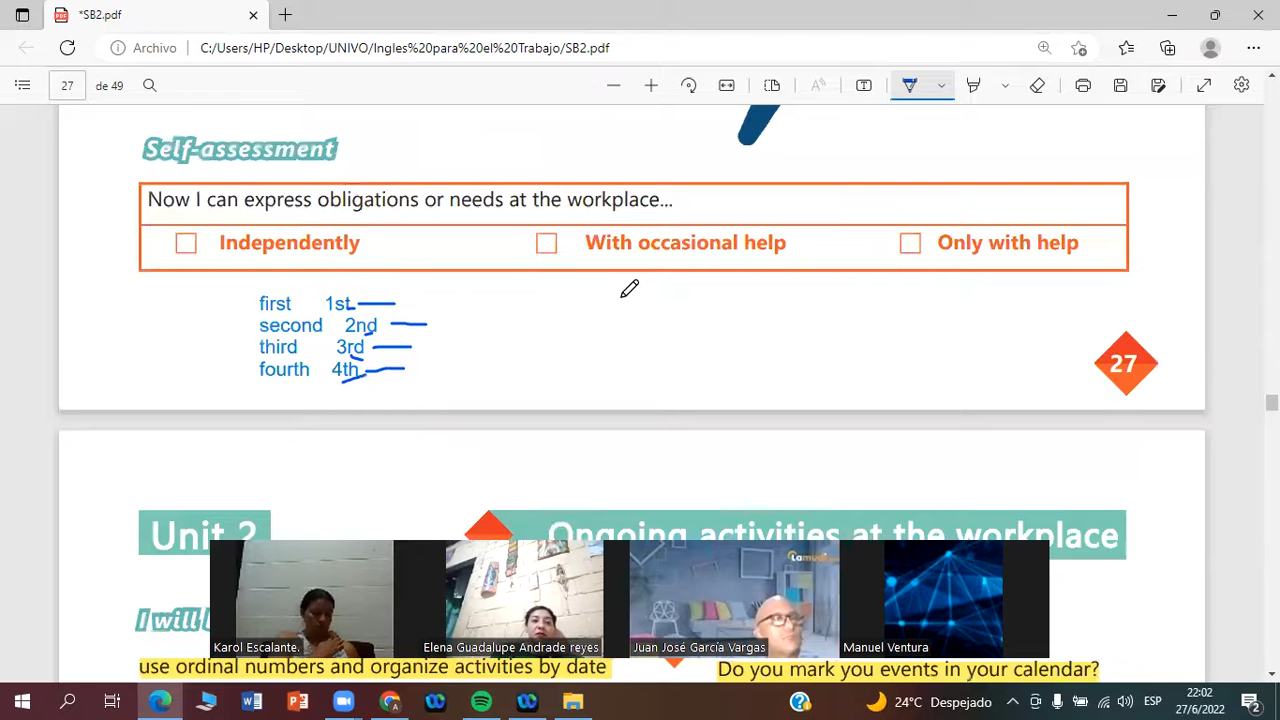 *SB2.pdf
Archivo
C:/Users/HP/Desktop/UNIVO/Ingles%20para%20el%20Trabajo/SB2.pdf
27 de 49
Self-assessment
Now I can express obligations or needs at the workplace...
Independently
With occasional help
Only with help
first 1st
second 2nd
third 3rd
fourth 4th
27
Unit 2
Ongoing activities at the workplace
I will
use ordinal numbers and organize activities by date
Do you mark you events in your calendar?
Karol Escalante.
Elena Guadalupe Andrade reyes
Juan José García Vargas
Manuel Ventura
24°C Despejado
ESP
22:02
27/6/2022
2